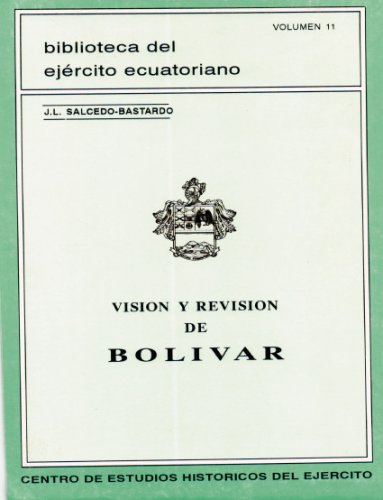 VOLUMEN 11
biblioteca del
ejército ecuatoriano
J.L. SALCEDO-BASTARDO
VISION Y REVISION
DE
BOLIVAR
CENTRO DE ESTUDIOS HISTORICOS DEL EJERCITO